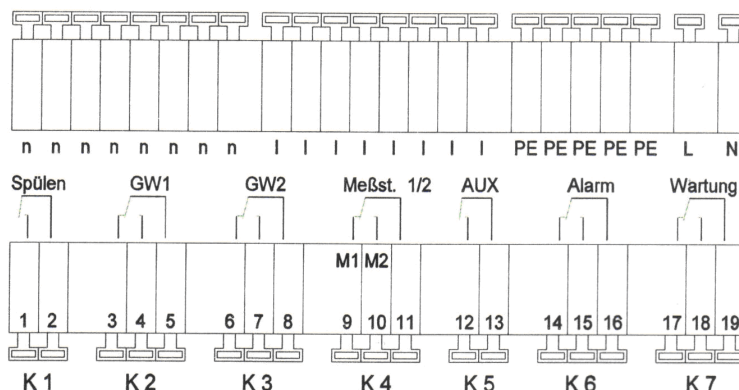 n n n n n n n n l l l l l l l l PE PE PE PE PE L N
Spülen GW1 GW2 Meßst. 1/2 AUX Alarm Wartung
M1 M2
1 2 3 4 5 6 7 8 9 10 11 12 13 14 15 16 17 18 19
K 1 K 2 K 3 K 4 K 5 K 6 K 7